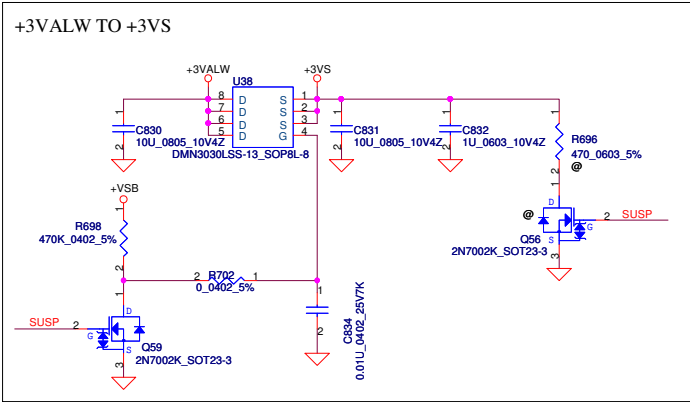 +3VALW TO +3VS
+3VALW
+3VS
U38
8 D S 1
7 D S 2
6 D S 3
5 D G 4
DMN3030LSS-13_SOP8L-8
1
C830
10U_0805_10V4Z
2
1
C831
10U_0805_10V4Z
2
1
C832
1U_0603_10V4Z
2
1
R696
470_0603_5%
@
2
1
D
@
G
2 SUSP
S
Q56
3
2N7002K_SOT23-3
+VSB
1
R698
470K_0402_5%
2
2 R702 1
0_0402_5%
1
D
SUSP 2
G
S
Q59
3
2N7002K_SOT23-3
1
2
C834
0.01U_0402_25V7K